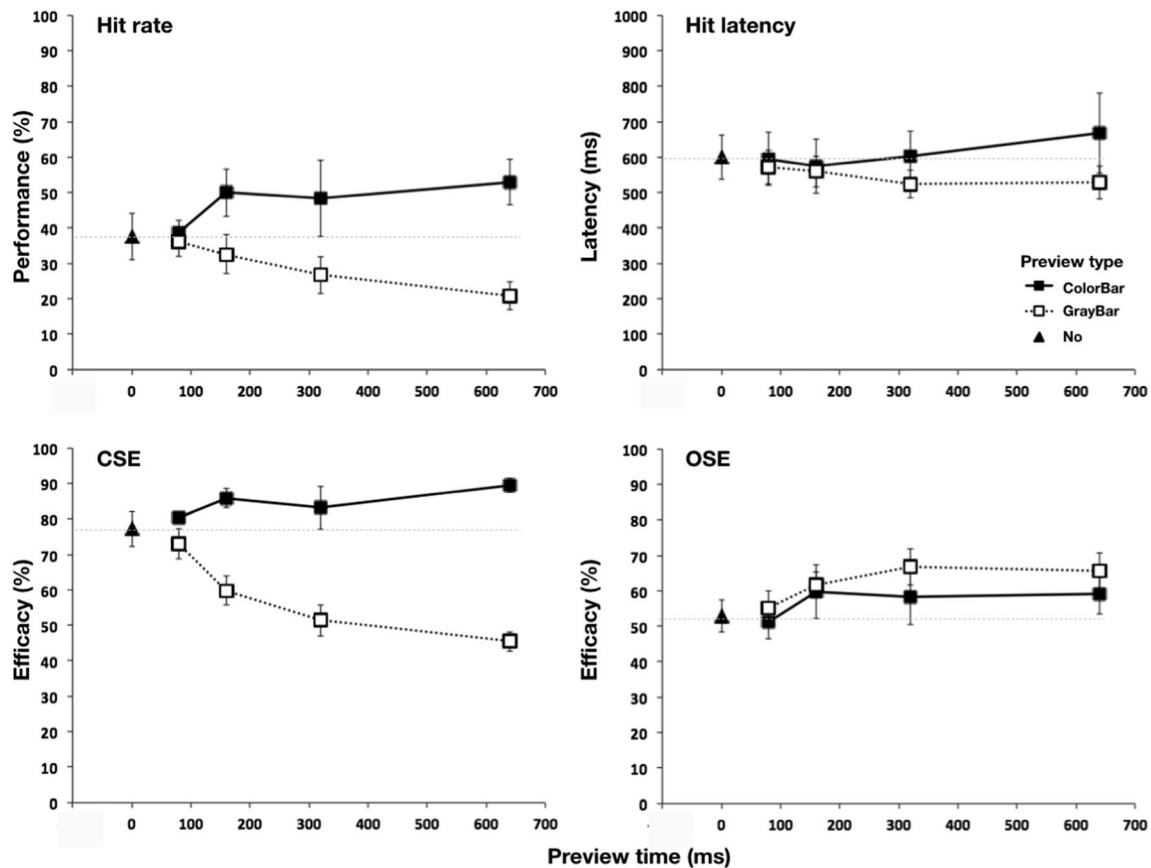 Hit rate
Performance (%)
100
90
80
70
60
50
40
30
20
10
0
0 100 200 300 400 500 600 700
Hit latency
Latency (ms)
1000
900
800
700
600
500
400
300
200
100
0
0 100 200 300 400 500 600 700
Preview type
ColorBar
GrayBar
No
CSE
Efficacy (%)
100
90
80
70
60
50
40
30
20
10
0
0 100 200 300 400 500 600 700
OSE
Efficacy (%)
100
90
80
70
60
50
40
30
20
10
0
0 100 200 300 400 500 600 700
Preview time (ms)